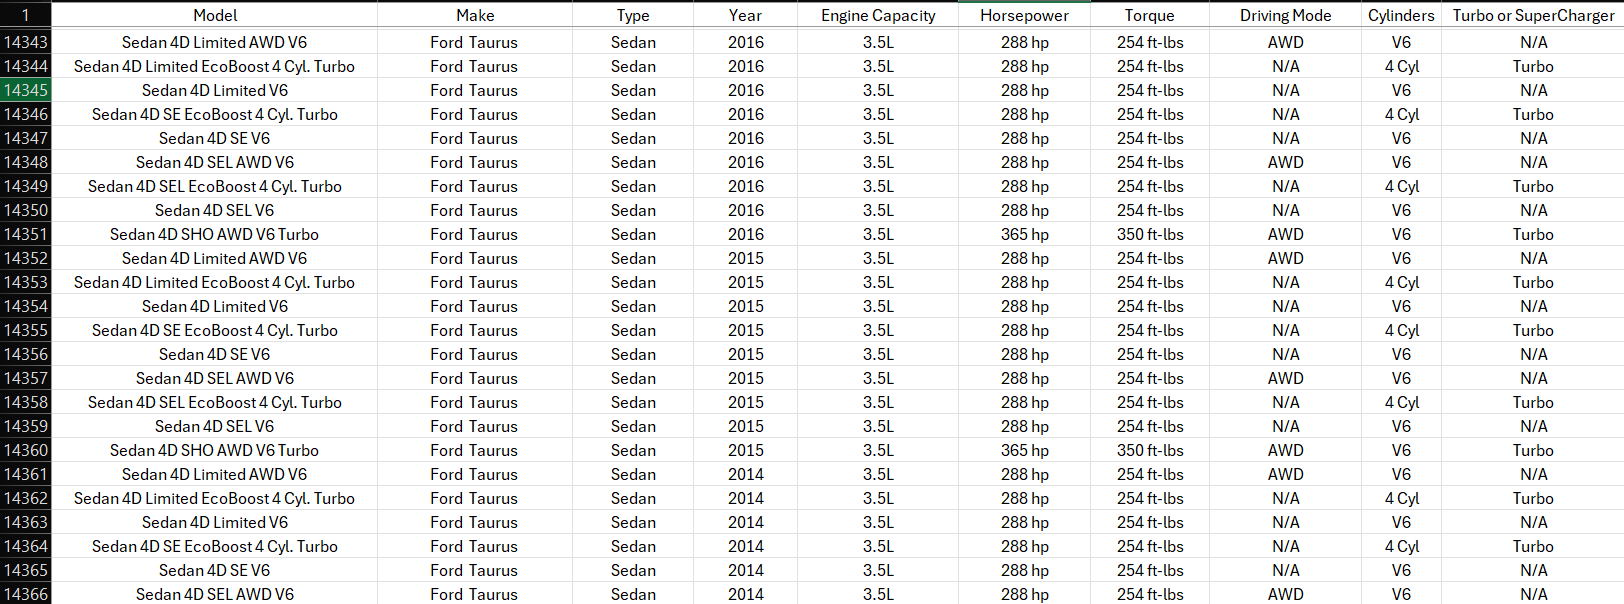 1 Model Make Type Year Engine Capacity Horsepower Torque Driving Mode Cylinders Turbo or SuperCharger
14343 Sedan 4D Limited AWD V6 Ford Taurus Sedan 2016 3.5L 288 hp 254 ft-lbs AWD V6 N/A
14344 Sedan 4D Limited EcoBoost 4 Cyl. Turbo Ford Taurus Sedan 2016 3.5L 288 hp 254 ft-lbs N/A 4 Cyl Turbo
14345 Sedan 4D Limited V6 Ford Taurus Sedan 2016 3.5L 288 hp 254 ft-lbs N/A V6 N/A
14346 Sedan 4D SE EcoBoost 4 Cyl. Turbo Ford Taurus Sedan 2016 3.5L 288 hp 254 ft-lbs N/A 4 Cyl Turbo
14347 Sedan 4D SE V6 Ford Taurus Sedan 2016 3.5L 288 hp 254 ft-lbs N/A V6 N/A
14348 Sedan 4D SEL AWD V6 Ford Taurus Sedan 2016 3.5L 288 hp 254 ft-lbs AWD V6 N/A
14349 Sedan 4D SEL EcoBoost 4 Cyl. Turbo Ford Taurus Sedan 2016 3.5L 288 hp 254 ft-lbs N/A 4 Cyl Turbo
14350 Sedan 4D SEL V6 Ford Taurus Sedan 2016 3.5L 288 hp 254 ft-lbs N/A V6 N/A
14351 Sedan 4D SHO AWD V6 Turbo Ford Taurus Sedan 2016 3.5L 365 hp 350 ft-lbs AWD V6 Turbo
14352 Sedan 4D Limited AWD V6 Ford Taurus Sedan 2015 3.5L 288 hp 254 ft-lbs AWD V6 N/A
14353 Sedan 4D Limited EcoBoost 4 Cyl. Turbo Ford Taurus Sedan 2015 3.5L 288 hp 254 ft-lbs N/A 4 Cyl Turbo
14354 Sedan 4D Limited V6 Ford Taurus Sedan 2015 3.5L 288 hp 254 ft-lbs N/A V6 N/A
14355 Sedan 4D SE EcoBoost 4 Cyl. Turbo Ford Taurus Sedan 2015 3.5L 288 hp 254 ft-lbs N/A 4 Cyl Turbo
14356 Sedan 4D SE V6 Ford Taurus Sedan 2015 3.5L 288 hp 254 ft-lbs N/A V6 N/A
14357 Sedan 4D SEL AWD V6 Ford Taurus Sedan 2015 3.5L 288 hp 254 ft-lbs AWD V6 N/A
14358 Sedan 4D SEL EcoBoost 4 Cyl. Turbo Ford Taurus Sedan 2015 3.5L 288 hp 254 ft-lbs N/A 4 Cyl Turbo
14359 Sedan 4D SEL V6 Ford Taurus Sedan 2015 3.5L 288 hp 254 ft-lbs N/A V6 N/A
14360 Sedan 4D SHO AWD V6 Turbo Ford Taurus Sedan 2015 3.5L 365 hp 350 ft-lbs AWD V6 Turbo
14361 Sedan 4D Limited AWD V6 Ford Taurus Sedan 2014 3.5L 288 hp 254 ft-lbs AWD V6 N/A
14362 Sedan 4D Limited EcoBoost 4 Cyl. Turbo Ford Taurus Sedan 2014 3.5L 288 hp 254 ft-lbs N/A 4 Cyl Turbo
14363 Sedan 4D Limited V6 Ford Taurus Sedan 2014 3.5L 288 hp 254 ft-lbs N/A V6 N/A
14364 Sedan 4D SE EcoBoost 4 Cyl. Turbo Ford Taurus Sedan 2014 3.5L 288 hp 254 ft-lbs N/A 4 Cyl Turbo
14365 Sedan 4D SE V6 Ford Taurus Sedan 2014 3.5L 288 hp 254 ft-lbs N/A V6 N/A
14366 Sedan 4D SEL AWD V6 Ford Taurus Sedan 2014 3.5L 288 hp 254 ft-lbs AWD V6 N/A